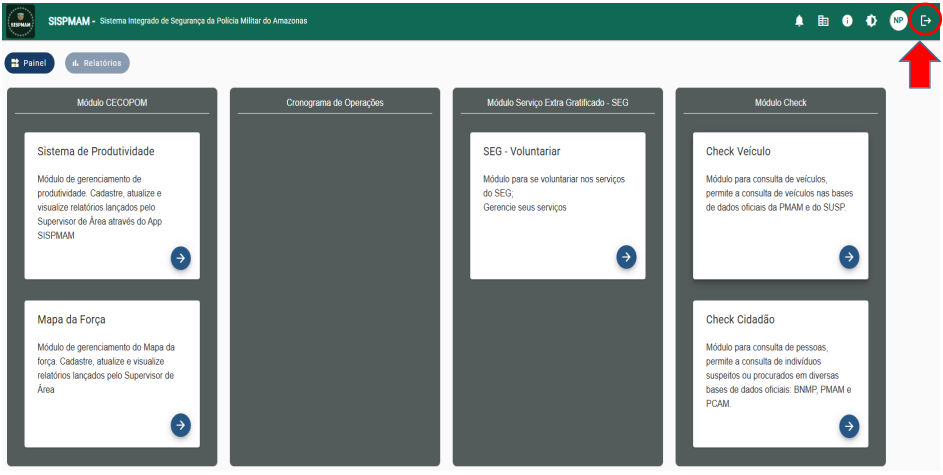 SISPMAM
SISPMAM - Sistema Integrado de Segurança da Polícia Militar do Amazonas
NP
Painel
Relatórios
Módulo CECOPOM
Sistema de Produtividade
Módulo de gerenciamento de
produtividade. Cadastre, atualize e
visualize relatórios lançados pelo
Supervisor de Área através do App
SISPMAM
Mapa da Força
Módulo de gerenciamento do Mapa da
força. Cadastre, atualize e visualize
relatórios lançados pelo Supervisor de
Área
Cronograma de Operações
Módulo Serviço Extra Gratificado - SEG
SEG - Voluntariar
Módulo para se voluntariar nos serviços
do SEG;
Gerencie seus serviços
Módulo Check
Check Veículo
Módulo para consulta de veículos,
permite a consulta de veículos nas bases
de dados oficiais da PMAM e do SUSP.
Check Cidadão
Módulo para consulta de pessoas,
permite a consulta de indivíduos
suspeitos ou procurados em diversas
bases de dados oficiais: BNMP, PMAM e
PCAM.